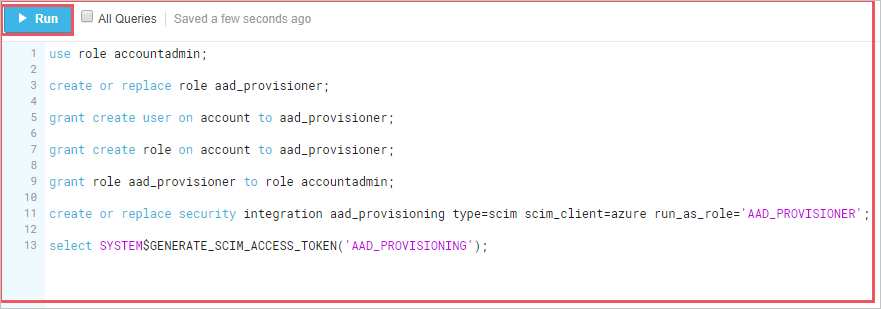 Run All Queries Saved a few seconds ago
1 use role accountadmin;
2
3 create or replace role aad_provisioner;
4
5 grant create user on account to aad_provisioner;
6
7 grant create role on account to aad_provisioner;
8
9 grant role aad_provisioner to role accountadmin;
10
11 create or replace security integration aad_provisioning type=scim scim_client=azure run_as_role='AAD_PROVISIONER';
12
13 select SYSTEM$GENERATE_SCIM_ACCESS_TOKEN('AAD_PROVISIONING');